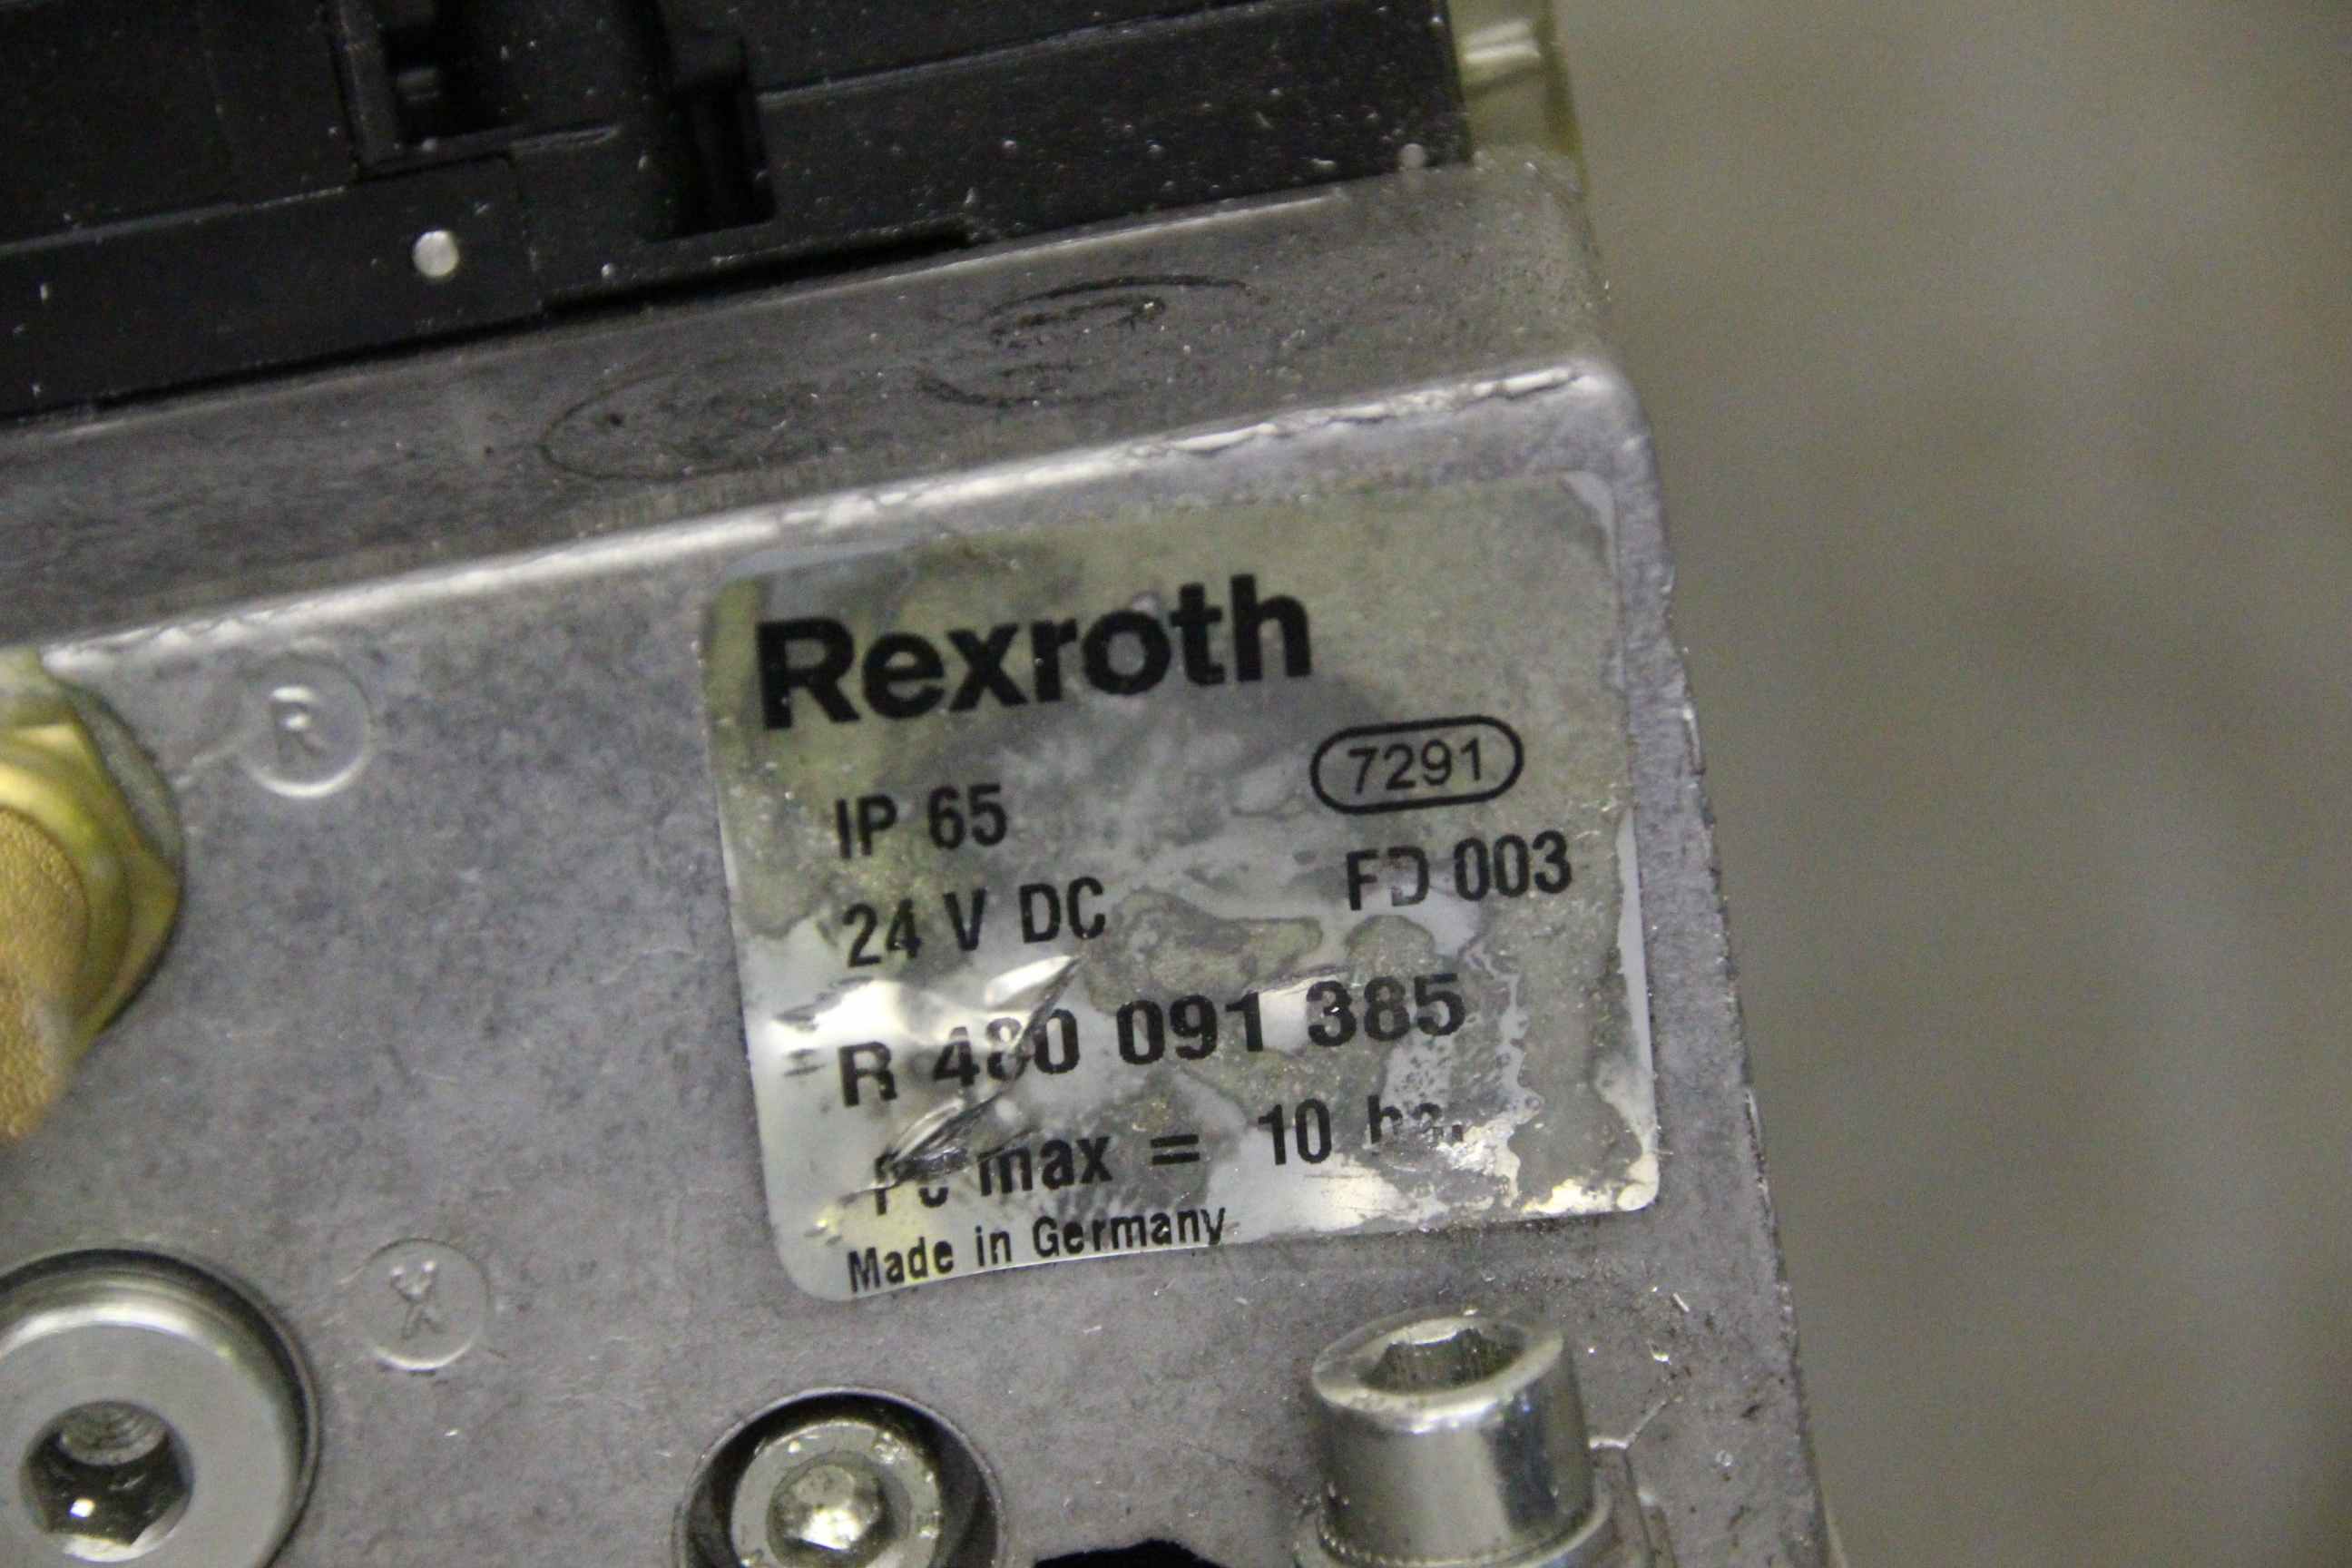 R
Rexroth
7291
IP 65
FD 003
24 V DC
R 480 091 385
max = 10
Made in Germany
X